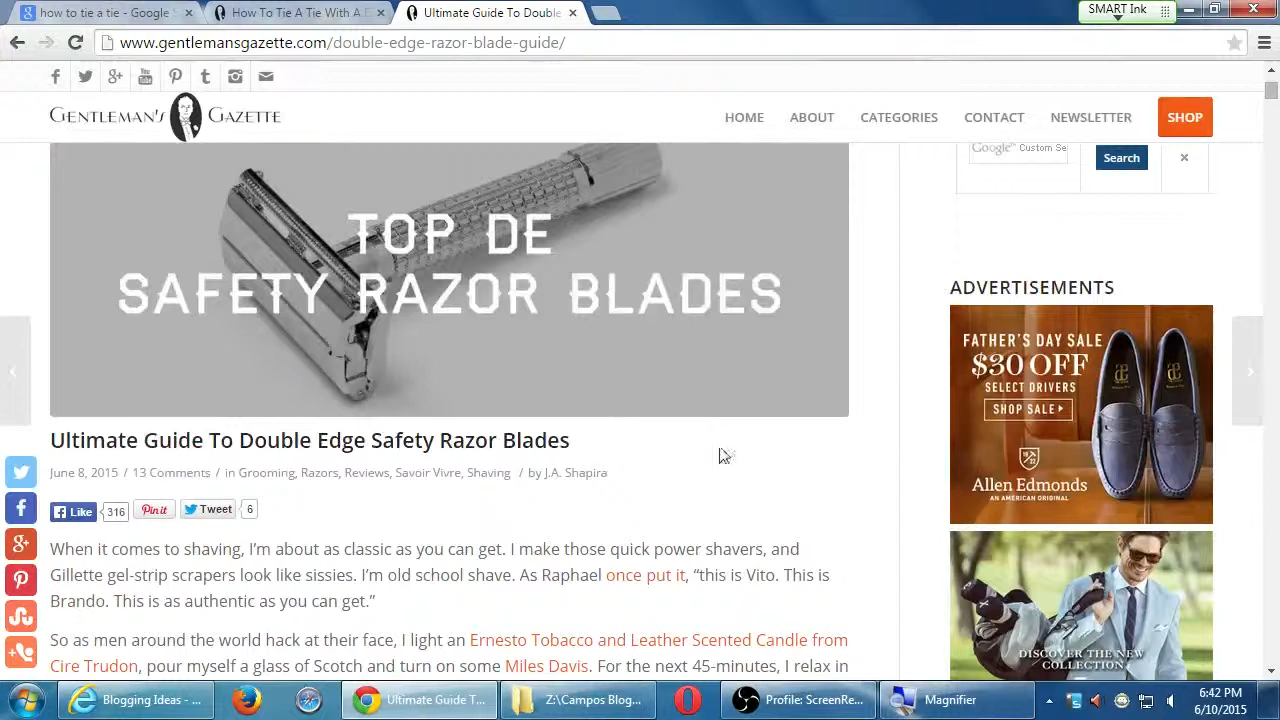 how to tie a tie - Google S
How To Tie A Tie With A E
Ultimate Guide To Double
SMART Ink
www.gentlemansgazette.com/double-edge-razor-blade-guide/
GENTLEMAN'S GAZETTE
HOME
ABOUT
CATEGORIES
CONTACT
NEWSLETTER
SHOP
Google™ Custom Se
Search
TOP DE
SAFETY RAZOR BLADES
ADVERTISEMENTS
FATHER'S DAY SALE
$30 OFF
SELECT DRIVERS
SHOP SALE
1922
Allen Edmonds
AN AMERICAN ORIGINAL
Ultimate Guide To Double Edge Safety Razor Blades
June 8, 2015 / 13 Comments / in Grooming, Razors, Reviews, Savoir Vivre, Shaving / by J.A. Shapira
Like 316 Pin it Tweet 6
When it comes to shaving, I'm about as classic as you can get. I make those quick power shavers, and
Gillette gel-strip scrapers look like sissies. I'm old school shave. As Raphael once put it, “this is Vito. This is
Brando. This is as authentic as you can get.”
So as men around the world hack at their face, I light an Ernesto Tobacco and Leather Scented Candle from
Cire Trudon, pour myself a glass of Scotch and turn on some Miles Davis. For the next 45-minutes, I relax in
DISCOVER THE NEW
COLLECTION
Blogging Ideas - ...
Ultimate Guide T...
Z:\Campos Blog...
Profile: ScreenRe...
Magnifier
6:42 PM
6/10/2015